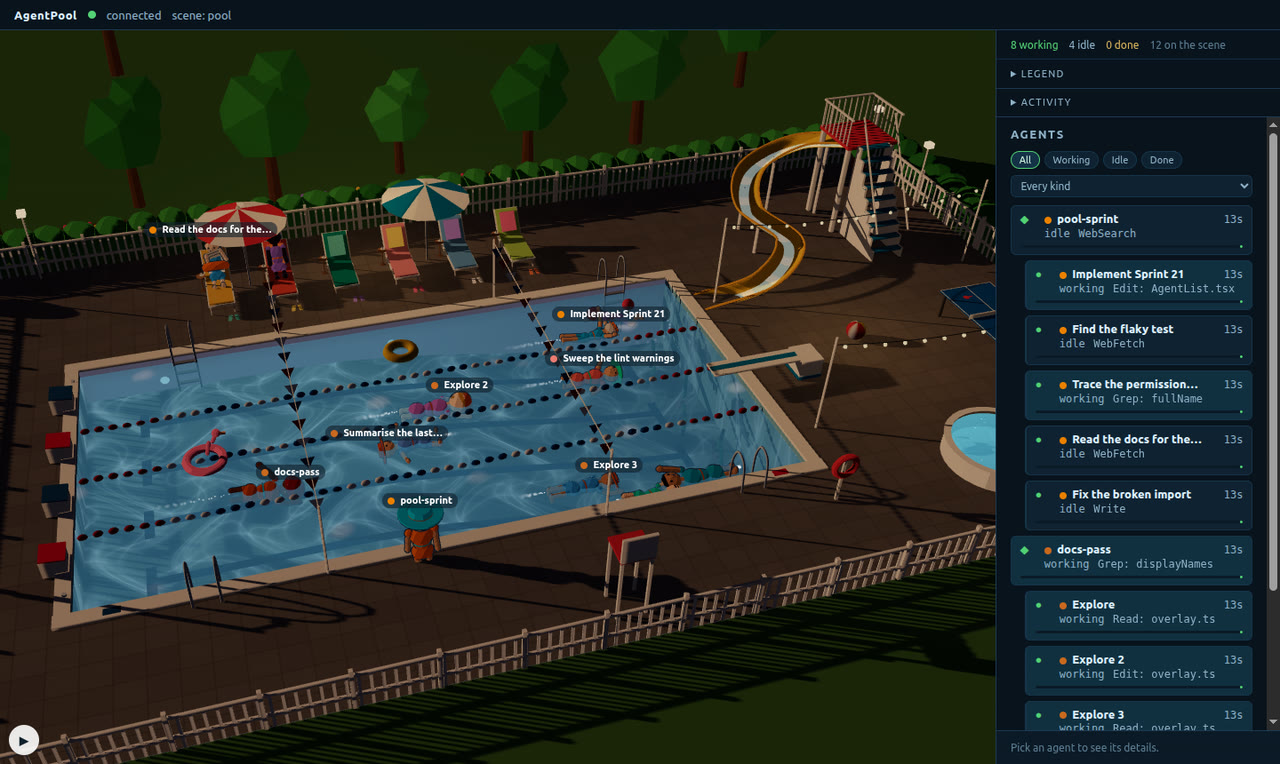 AgentPool connected scene: pool
Read the docs for the...
Implement Sprint 21
Sweep the lint warnings
Explore 2
Summarise the last...
docs-pass
Explore 3
pool-sprint
8 working 4 idle 0 done 12 on the scene
LEGEND
ACTIVITY
AGENTS
All Working Idle Done
Every kind
pool-sprint 13s
idle WebSearch
Implement Sprint 21 13s
working Edit: AgentList.tsx
Find the flaky test 13s
idle WebFetch
Trace the permission... 13s
working Grep: fullName
Read the docs for the... 13s
idle WebFetch
Fix the broken import 13s
idle Write
docs-pass 13s
working Grep: displayNames
Explore 13s
working Read: overlay.ts
Explore 2 13s
working Edit: overlay.ts
Explore 3 13s
working Read: overlay.ts
Pick an agent to see its details.